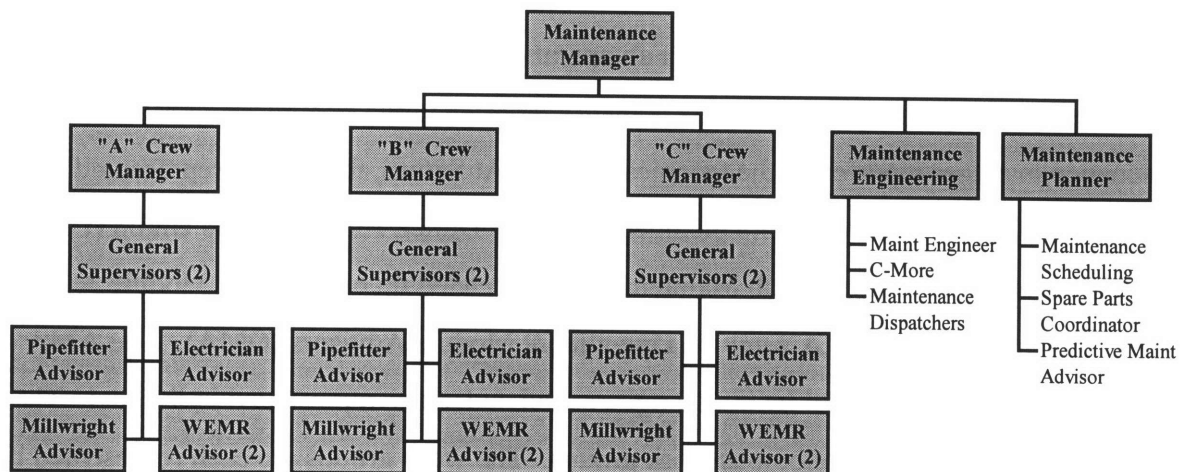 Maintenance
Manager
"A" Crew
Manager
"B" Crew
Manager
"C" Crew
Manager
Maintenance
Engineering
Maintenance
Planner
General
Supervisors (2)
General
Supervisors (2)
General
Supervisors (2)
Maint Engineer
C-More
Maintenance
Dispatchers
Maintenance
Scheduling
Spare Parts
Coordinator
Predictive Maint
Advisor
Pipefitter
Advisor
Electrician
Advisor
Pipefitter
Advisor
Electrician
Advisor
Pipefitter
Advisor
Electrician
Advisor
Millwright
Advisor
WEMR
Advisor (2)
Millwright
Advisor
WEMR
Advisor (2)
Millwright
Advisor
WEMR
Advisor (2)